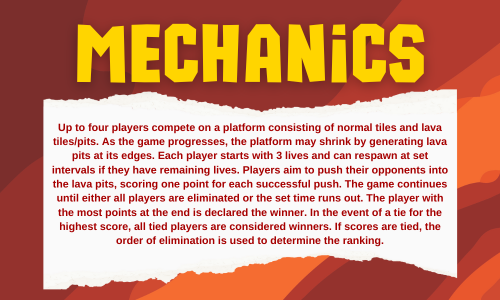 MECHANiCS
Up to four players compete on a platform consisting of normal tiles and lava
tiles/pits. As the game progresses, the platform may shrink by generating lava
pits at its edges. Each player starts with 3 lives and can respawn at set
intervals if they have remaining lives. Players aim to push their opponents into
the lava pits, scoring one point for each successful push. The game continues
until either all players are eliminated or the set time runs out. The player with
the most points at the end is declared the winner. In the event of a tie for the
highest score, all tied players are considered winners. If scores are tied, the
order of elimination is used to determine the ranking.